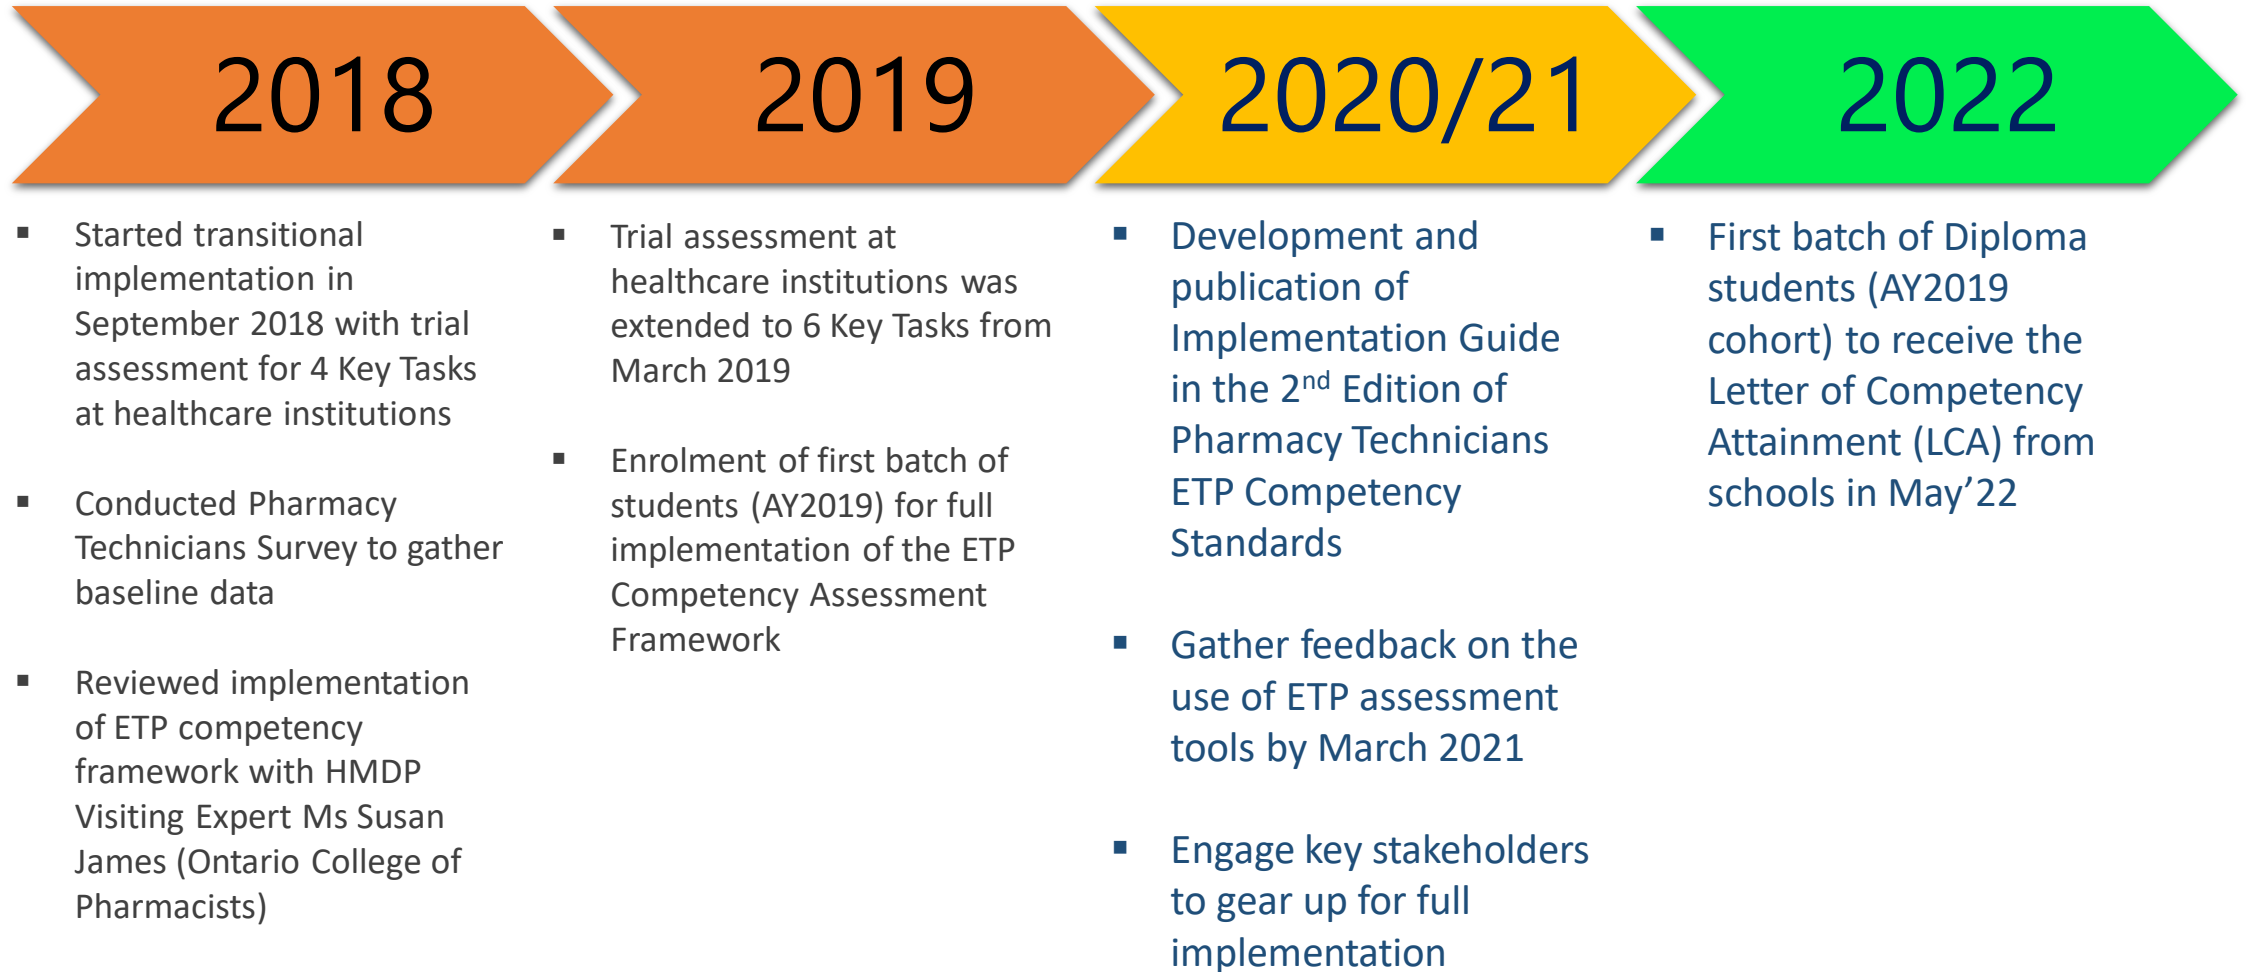 2018
2019
2020/21
2022
▪ Started transitional
implementation in
September 2018 with trial
assessment for 4 Key Tasks
at healthcare institutions
▪ Conducted Pharmacy
Technicians Survey to gather
baseline data
▪ Reviewed implementation
of ETP competency
framework with HMDP
Visiting Expert Ms Susan
James (Ontario College of
Pharmacists)
▪ Trial assessment at
healthcare institutions was
extended to 6 Key Tasks from
March 2019
▪ Enrolment of first batch of
students (AY2019) for full
implementation of the ETP
Competency Assessment
Framework
▪ Development and
publication of
Implementation Guide
in the 2nd Edition of
Pharmacy Technicians
ETP Competency
Standards
▪ Gather feedback on the
use of ETP assessment
tools by March 2021
▪ Engage key stakeholders
to gear up for full
implementation
▪ First batch of Diploma
students (AY2019
cohort) to receive the
Letter of Competency
Attainment (LCA) from
schools in May’22